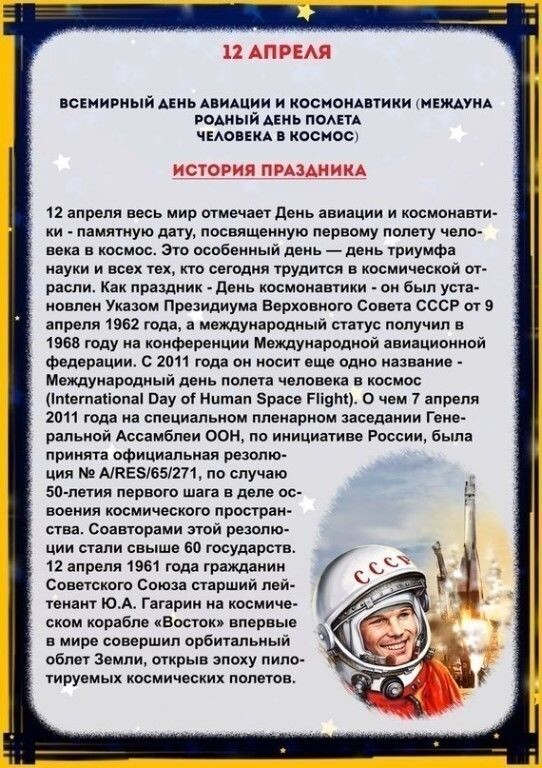 12 АПРЕЛЯ
ВСЕМИРНЫЙ ДЕНЬ АВИАЦИИ И КОСМОНАВТИКИ (МЕЖДУНА
РОДНЫЙ ДЕНЬ ПОЛЕТА
ЧЕЛОВЕКА В КОСМОС)
ИСТОРИЯ ПРАЗДНИКА
12 апреля весь мир отмечает День авиации и космонавти-
ки - памятную дату, посвященную первому полету чело-
века в космос. Это особенный день — день триумфа
науки и всех тех, кто сегодня трудится в космической от-
расли. Как праздник - День космонавтики - он был уста-
новлен Указом Президиума Верховного Совета СССР от 9
апреля 1962 года, а международный статус получил в
1968 году на конференции Международной авиационной
федерации. С 2011 года он носит еще одно название -
Международный день полета человека в космос
(International Day of Human Space Flight). О чем 7 апреля
2011 года на специальном пленарном заседании Гене-
ральной Ассамблеи ООН, по инициативе России, была
принята официальная резолю-
ция № A/RES/65/271, по случаю
50-летия первого шага в деле ос-
воения космического простран-
ства. Соавторами этой резолю-
ции стали свыше 60 государств.
12 апреля 1961 года гражданин
Советского Союза старший лей-
тенант Ю.А. Гагарин на космиче-
ском корабле «Восток» впервые
в мире совершил орбитальный
облет Земли, открыв эпоху пило-
тируемых космических полетов.
СССР